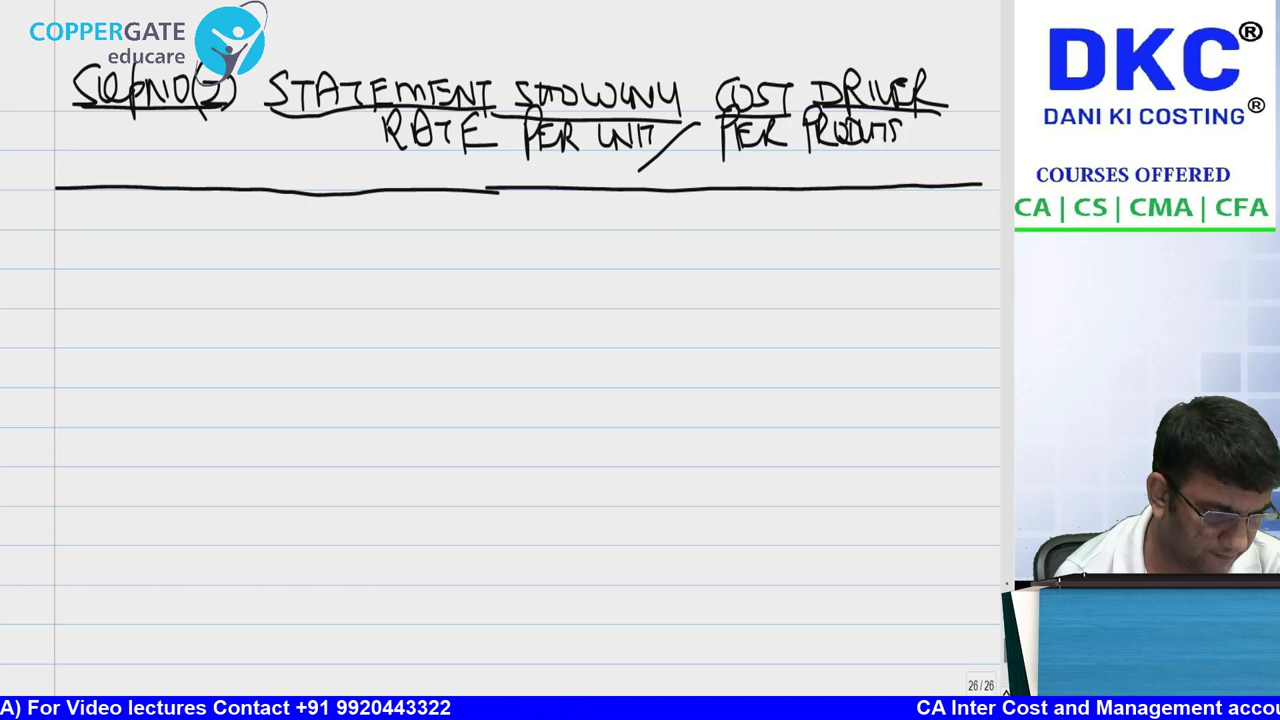 COPPERGATE
educare
Step NO(2) STATEMENT SHOWING COST DRIVER
RATE PER UNIT / PER PRODUTS
DKC®
DANI KI COSTING®
COURSES OFFERED
CA | CS | CMA | CFA
26 / 26
A) For Video lectures Contact +91 9920443322
CA Inter Cost and Management accou